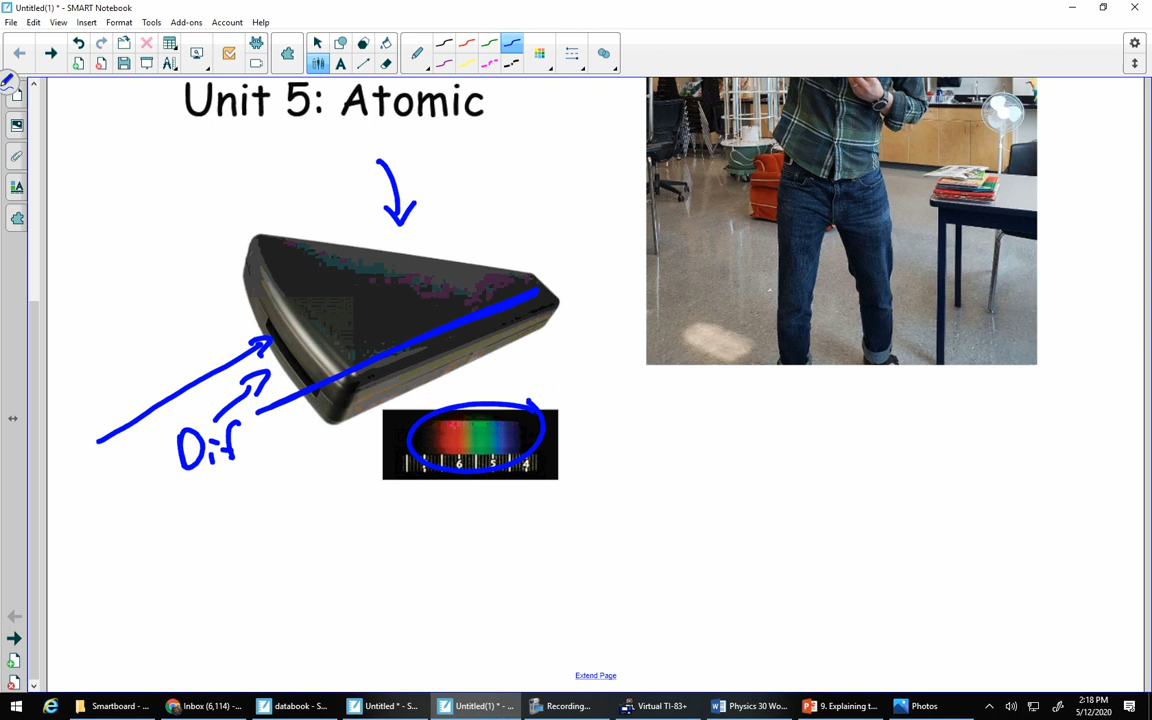 Untitled(1) * - SMART Notebook
File Edit View Insert Format Tools Add-ons Account Help
Unit 5: Atomic
Dif
6 5 4
Extend Page
Smartboard - ... Inbox (6,114) -... databook - S... Untitled * - S... Untitled(1) * - ... Recording... Virtual TI-83+ Physics 30 Wo... 9. Explaining t... Photos
2:18 PM
5/12/2020